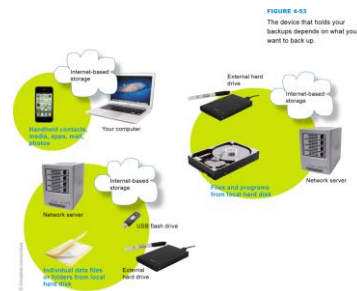 FIGURE 4-53
The device that holds your
backups depends on what you
want to back up.
Internet-based
storage
Handheld contacts,
media, apps, mail,
photos
Your computer
External hard
drive
Internet-based
storage
Files and programs
from local hard disk
Network server
Internet-based
storage
Network server
USB flash drive
Individual data files
or folders from local
hard disk
External
hard drive